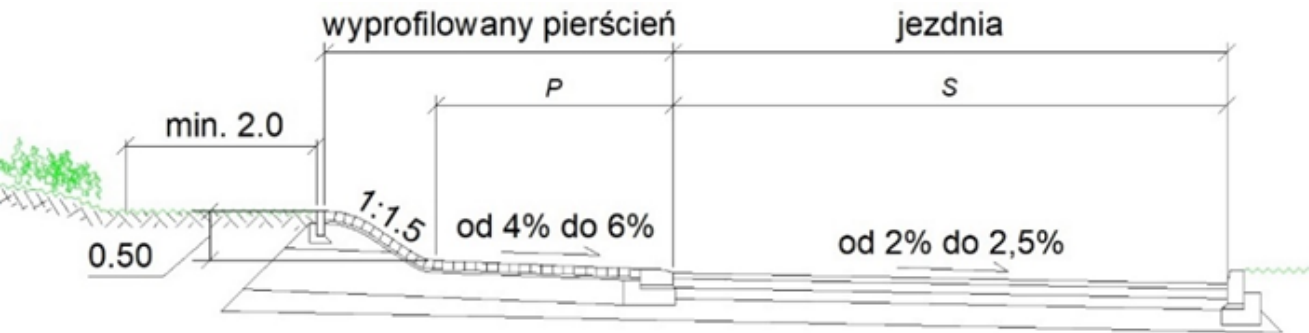 wyprofilowany pierścień
jezdnia
P
S
min. 2.0
1:1.5
od 4% do 6%
od 2% do 2,5%
0.50